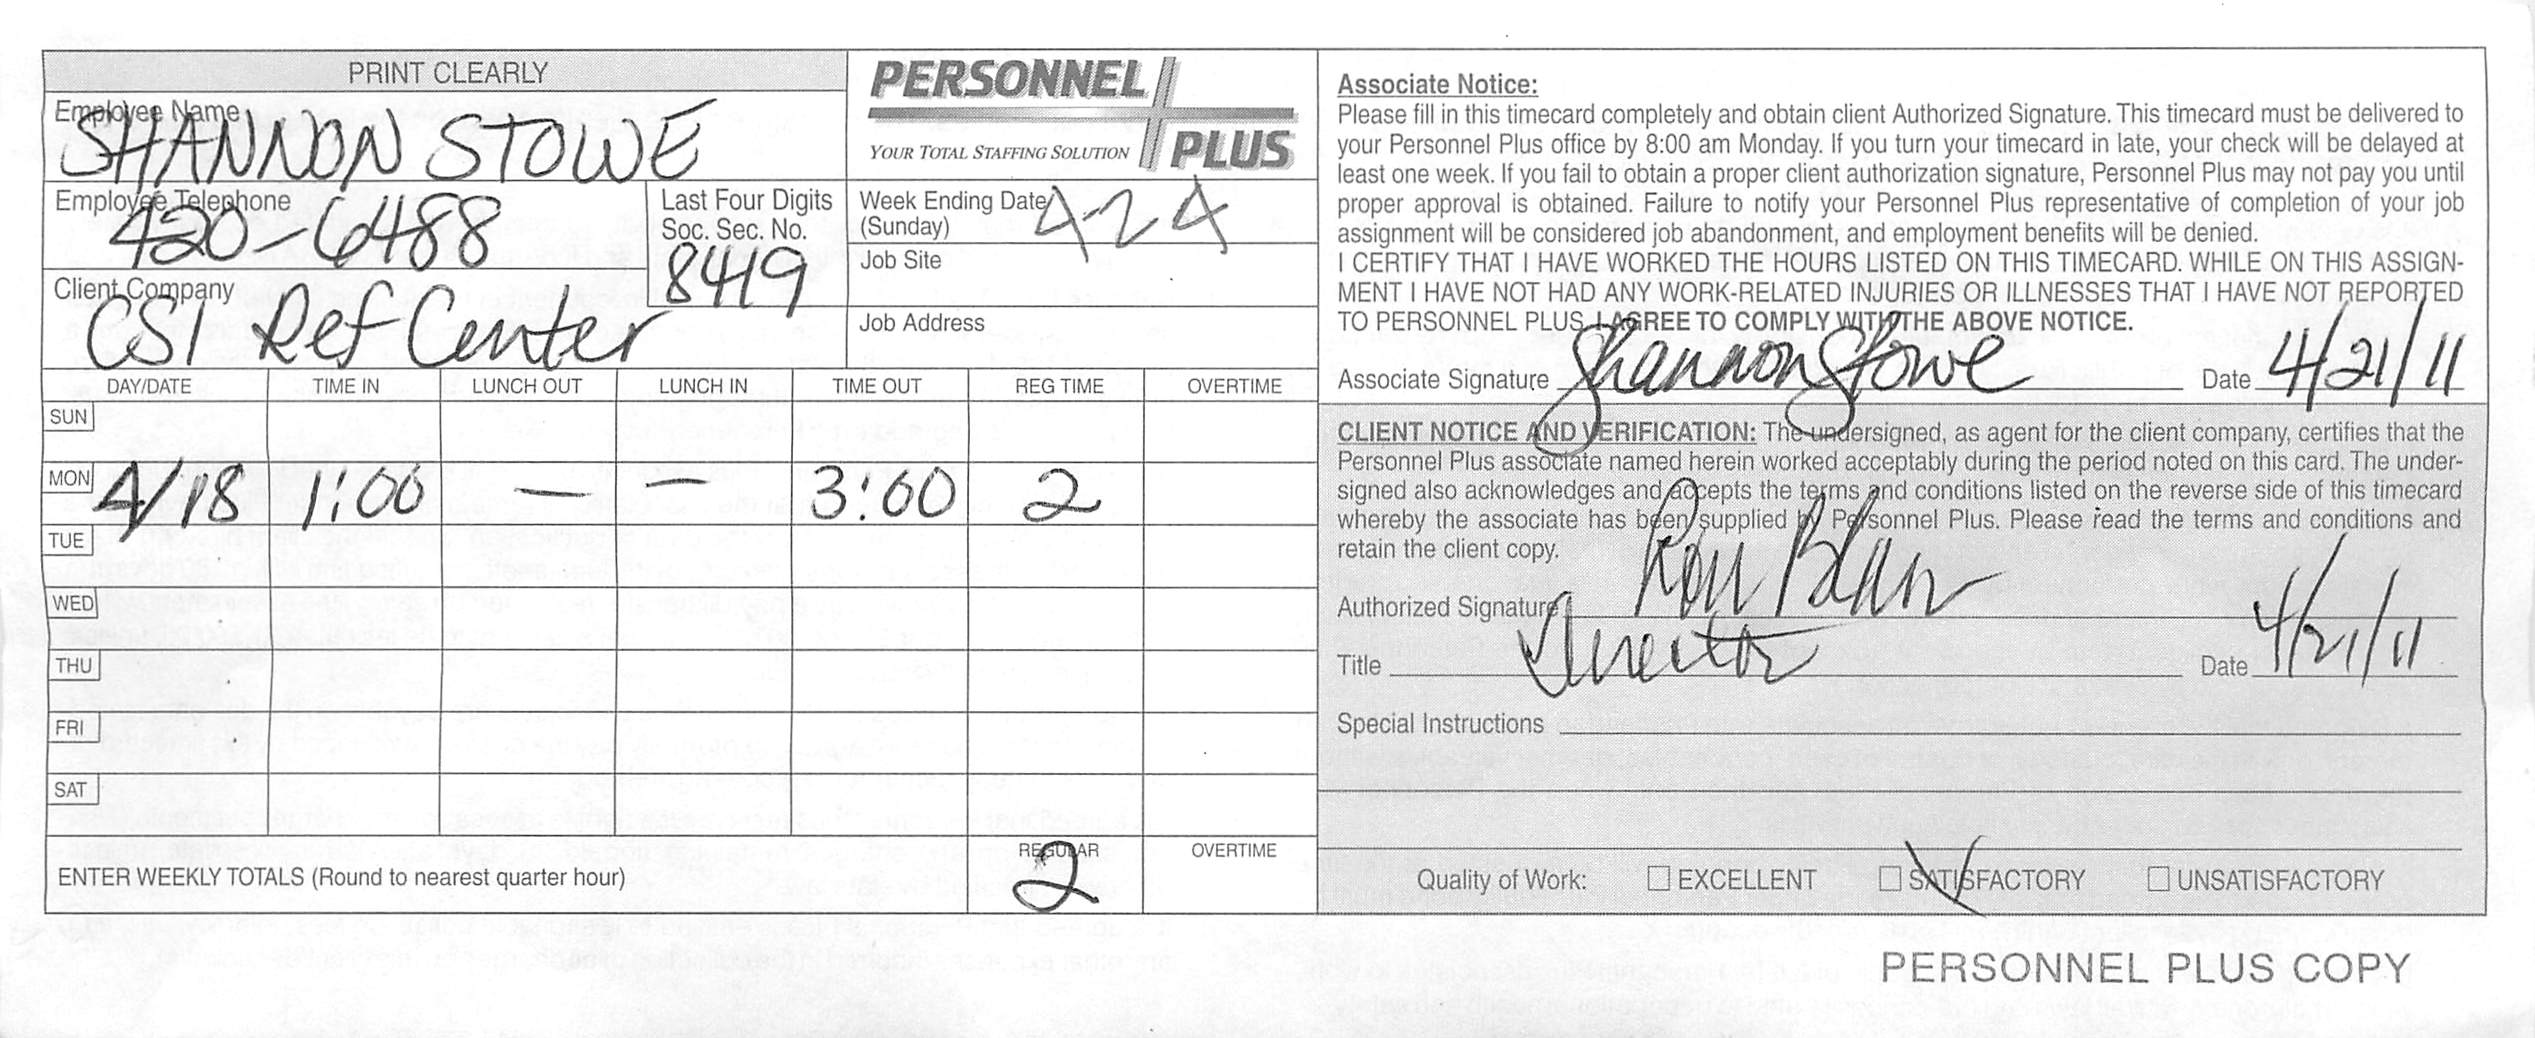 PRINT CLEARLY
Employee Name
SHANNON STOWE
Employee Telephone
420-6488
Last Four Digits
Soc. Sec. No.
8419
Client Company
CSI Ref Center
PERSONNEL
PLUS
YOUR TOTAL STAFFING SOLUTION
Week Ending Date
(Sunday)
4-24
Job Site
Job Address
DAY/DATE TIME IN LUNCH OUT LUNCH IN TIME OUT REG TIME OVERTIME
SUN
MON 4/18 1:00 — — 3:00 2
TUE
WED
THU
FRI
SAT
ENTER WEEKLY TOTALS (Round to nearest quarter hour)
REGULAR
2
OVERTIME
Associate Notice:
Please fill in this timecard completely and obtain client Authorized Signature. This timecard must be delivered to
your Personnel Plus office by 8:00 am Monday. If you turn your timecard in late, your check will be delayed at
least one week. If you fail to obtain a proper client authorization signature, Personnel Plus may not pay you until
proper approval is obtained. Failure to notify your Personnel Plus representative of completion of your job
assignment will be considered job abandonment, and employment benefits will be denied.
I CERTIFY THAT I HAVE WORKED THE HOURS LISTED ON THIS TIMECARD. WHILE ON THIS ASSIGN-
MENT I HAVE NOT HAD ANY WORK-RELATED INJURIES OR ILLNESSES THAT I HAVE NOT REPORTED
TO PERSONNEL PLUS. I AGREE TO COMPLY WITH THE ABOVE NOTICE.
Associate Signature Shannon Stowe Date 4/21/11
CLIENT NOTICE AND VERIFICATION: The undersigned, as agent for the client company, certifies that the
Personnel Plus associate named herein worked acceptably during the period noted on this card. The under-
signed also acknowledges and accepts the terms and conditions listed on the reverse side of this timecard
whereby the associate has been supplied by Personnel Plus. Please read the terms and conditions and
retain the client copy.
Authorized Signature Ron
Title Director Date 4/21/11
Special Instructions
Quality of Work: EXCELLENT SATISFACTORY UNSATISFACTORY
PERSONNEL PLUS COPY